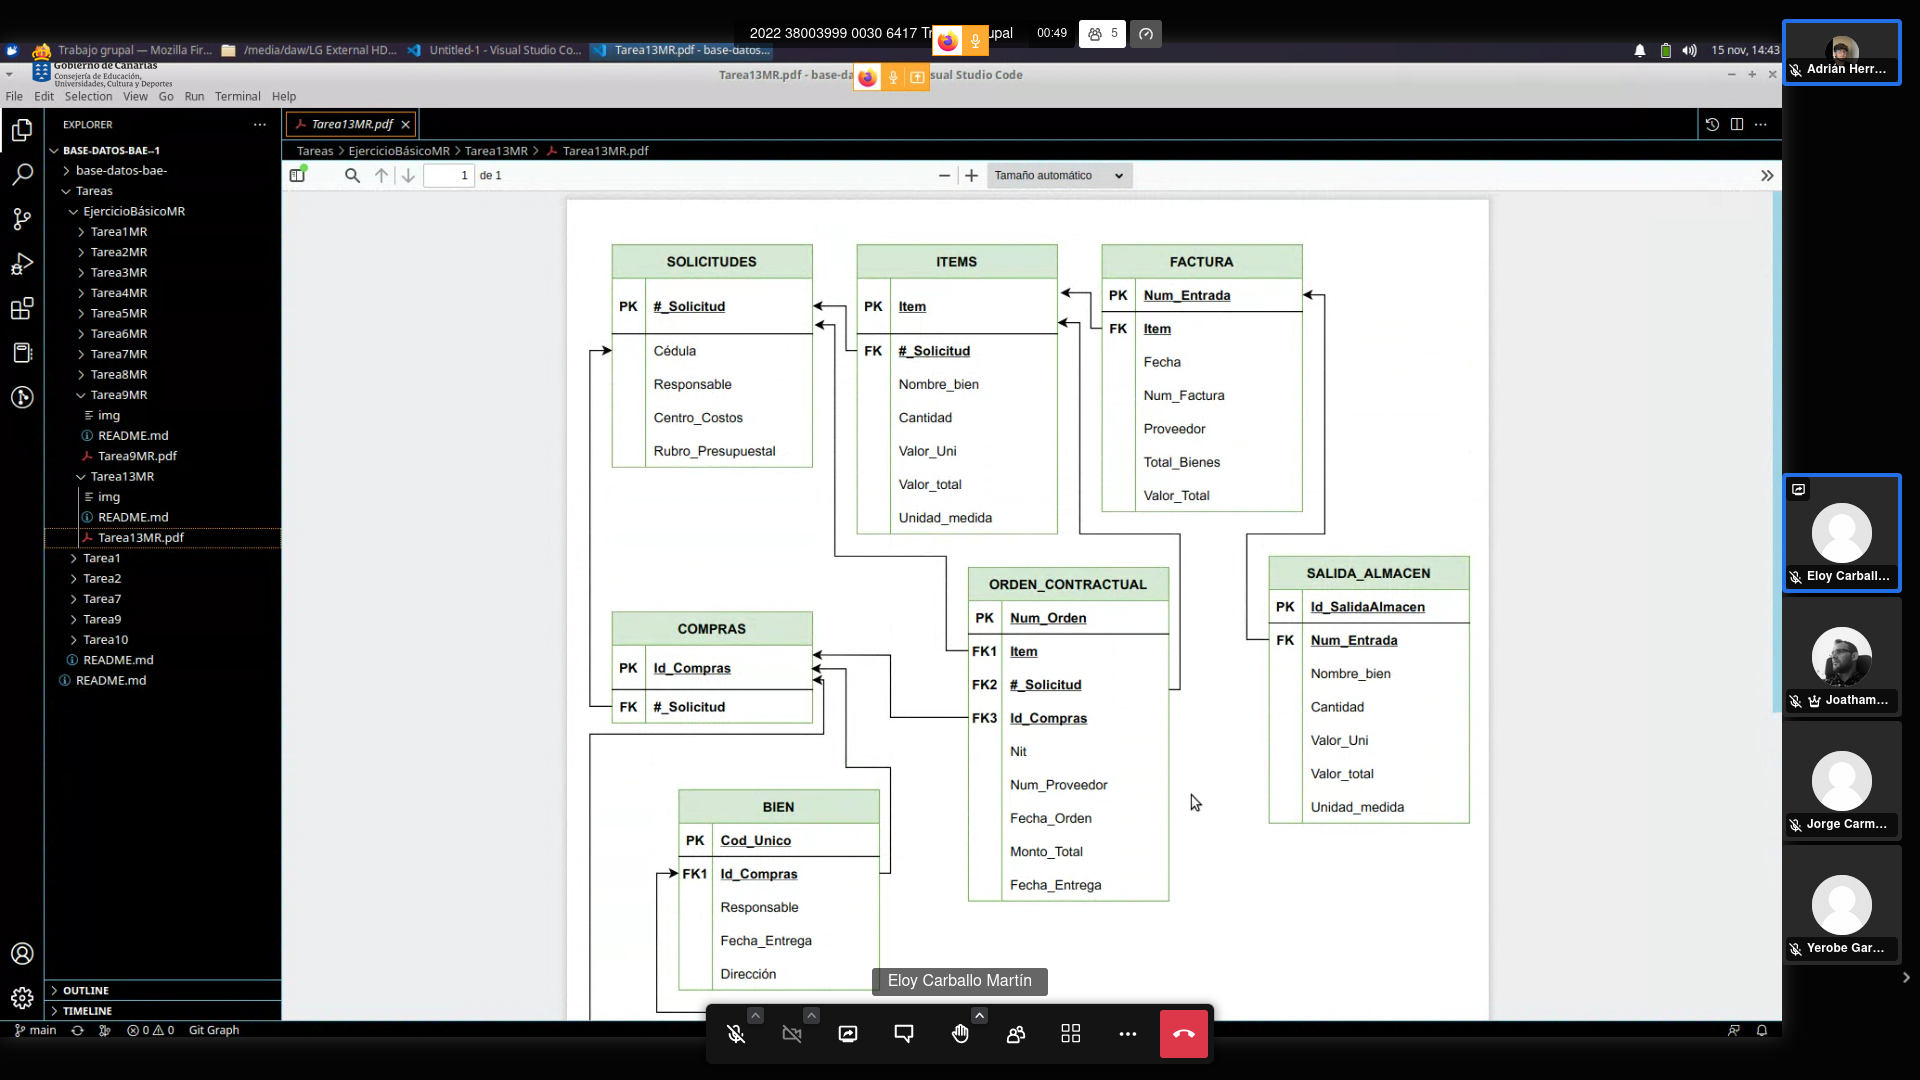 2022 38003999 0030 6417 Tr
upal
00:49
5
Trabajo grupal — Mozilla Fir...
/media/daw/LG External HD...
Untitled-1 - Visual Studio Co...
Tarea13MR.pdf - base-datos...
15 nov, 14:43
Gobierno de Canarias
Consejería de Educación,
Universidades, Cultura y Deportes
Tarea13MR.pdf - base-da
sual Studio Code
File
Edit
Selection
View
Go
Run
Terminal
Help
EXPLORER
BASE-DATOS-BAE--1
base-datos-bae-
Tareas
EjercicioBásicoMR
Tarea1MR
Tarea2MR
Tarea3MR
Tarea4MR
Tarea5MR
Tarea6MR
Tarea7MR
Tarea8MR
Tarea9MR
img
README.md
Tarea9MR.pdf
Tarea13MR
img
README.md
Tarea13MR.pdf
Tarea1
Tarea2
Tarea7
Tarea9
Tarea10
README.md
README.md
OUTLINE
TIMELINE
main
0
0
Git Graph
Tarea13MR.pdf
Tareas > EjercicioBásicoMR > Tarea13MR > Tarea13MR.pdf
1
de 1
Tamaño automático
SOLICITUDES
PK #_Solicitud
Cédula
Responsable
Centro_Costos
Rubro_Presupuestal
ITEMS
PK Item
FK #_Solicitud
Nombre_bien
Cantidad
Valor_Uni
Valor_total
Unidad_medida
FACTURA
PK Num_Entrada
FK Item
Fecha
Num_Factura
Proveedor
Total_Bienes
Valor_Total
COMPRAS
PK Id_Compras
FK #_Solicitud
ORDEN_CONTRACTUAL
PK Num_Orden
FK1 Item
FK2 #_Solicitud
FK3 Id_Compras
Nit
Num_Proveedor
Fecha_Orden
Monto_Total
Fecha_Entrega
SALIDA_ALMACEN
PK Id_SalidaAlmacen
FK Num_Entrada
Nombre_bien
Cantidad
Valor_Uni
Valor_total
Unidad_medida
BIEN
PK Cod_Unico
FK1 Id_Compras
Responsable
Fecha_Entrega
Dirección
Eloy Carballo Martín
Adrián Herr...
Eloy Carball...
Joatham...
Jorge Carm...
Yerobe Gar...